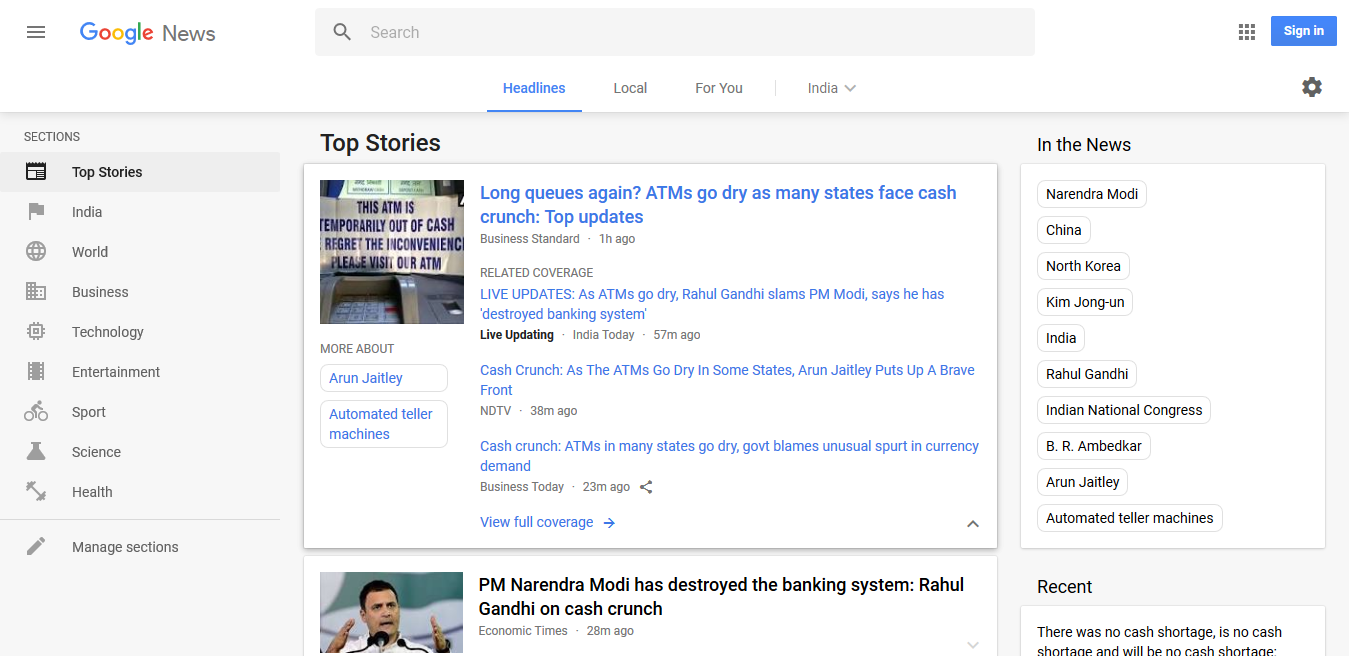 Google News
Search
Sign in
Headlines
Local
For You
India
SECTIONS
Top Stories
India
World
Business
Technology
Entertainment
Sport
Science
Health
Manage sections
Top Stories
THIS ATM IS
TEMPORARILY OUT OF CASH
REGRET THE INCONVENIENC
PLEASE VISIT OUR ATM
MORE ABOUT
Arun Jaitley
Automated teller
machines
Long queues again? ATMs go dry as many states face cash
crunch: Top updates
Business Standard · 1h ago
RELATED COVERAGE
LIVE UPDATES: As ATMs go dry, Rahul Gandhi slams PM Modi, says he has
'destroyed banking system'
Live Updating · India Today · 57m ago
Cash Crunch: As The ATMs Go Dry In Some States, Arun Jaitley Puts Up A Brave
Front
NDTV · 38m ago
Cash crunch: ATMs in many states go dry, govt blames unusual spurt in currency
demand
Business Today · 23m ago
View full coverage
PM Narendra Modi has destroyed the banking system: Rahul
Gandhi on cash crunch
Economic Times · 28m ago
In the News
Narendra Modi
China
North Korea
Kim Jong-un
India
Rahul Gandhi
Indian National Congress
B. R. Ambedkar
Arun Jaitley
Automated teller machines
Recent
There was no cash shortage, is no cash
shortage and will be no cash shortage: